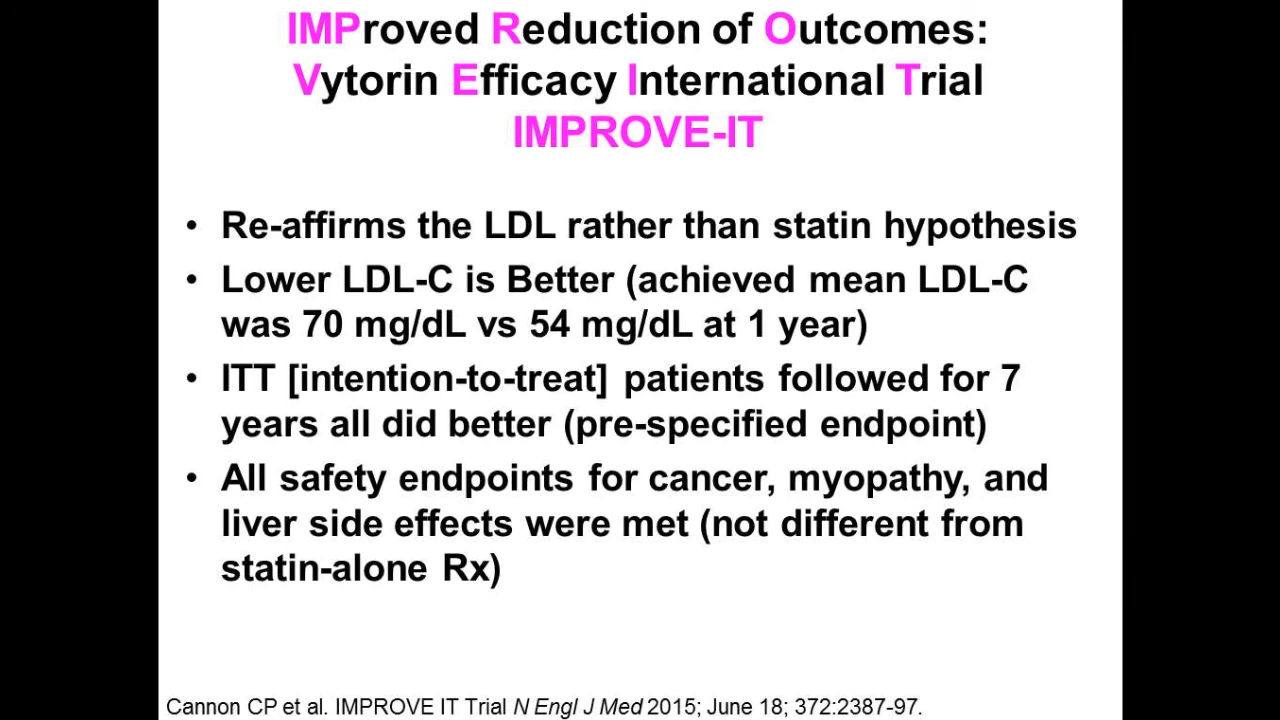 IMProved Reduction of Outcomes:
Vytorin Efficacy International Trial
IMPROVE-IT
• Re-affirms the LDL rather than statin hypothesis
• Lower LDL-C is Better (achieved mean LDL-C
was 70 mg/dL vs 54 mg/dL at 1 year)
• ITT [intention-to-treat] patients followed for 7
years all did better (pre-specified endpoint)
• All safety endpoints for cancer, myopathy, and
liver side effects were met (not different from
statin-alone Rx)
Cannon CP et al. IMPROVE IT Trial N Engl J Med 2015; June 18; 372:2387-97.